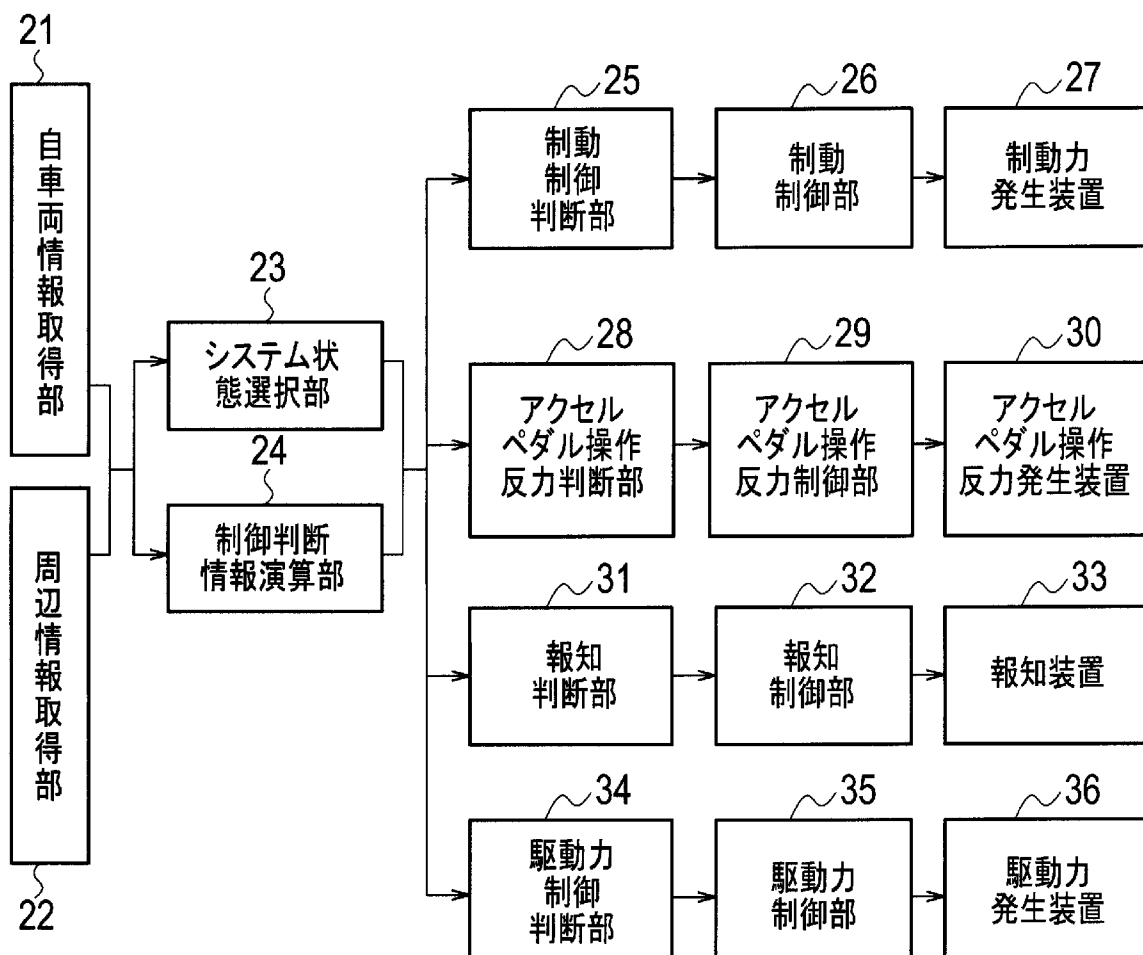 21
自車両情報取得部
周辺情報取得部
22
23
システム状
態選択部
24
制御判断
情報演算部
25
制動
制御
判断部
26
制動
制御部
27
制動力
発生装置
28
アクセル
ペダル操作
反力判断部
29
アクセル
ペダル操作
反力制御部
30
アクセル
ペダル操作
反力発生装置
31
報知
判断部
32
報知
制御部
33
報知装置
34
駆動力
制御
判断部
35
駆動力
制御部
36
駆動力
発生装置